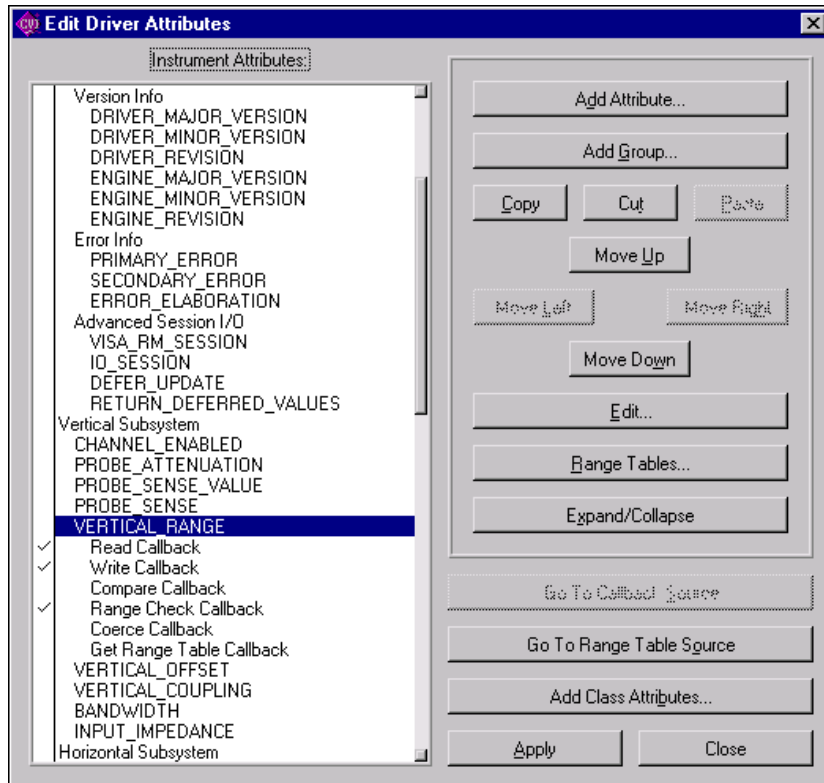 CVI Edit Driver Attributes
Instrument Attributes:
Version Info
DRIVER_MAJOR_VERSION
DRIVER_MINOR_VERSION
DRIVER_REVISION
ENGINE_MAJOR_VERSION
ENGINE_MINOR_VERSION
ENGINE_REVISION
Error Info
PRIMARY_ERROR
SECONDARY_ERROR
ERROR_ELABORATION
Advanced Session I/O
VISA_RM_SESSION
IO_SESSION
DEFER_UPDATE
RETURN_DEFERRED_VALUES
Vertical Subsystem
CHANNEL_ENABLED
PROBE_ATTENUATION
PROBE_SENSE_VALUE
PROBE_SENSE
VERTICAL_RANGE
Read Callback
Write Callback
Compare Callback
Range Check Callback
Coerce Callback
Get Range Table Callback
VERTICAL_OFFSET
VERTICAL_COUPLING
BANDWIDTH
INPUT_IMPEDANCE
Horizontal Subsystem
Add Attribute...
Add Group...
Copy Cut Paste
Move Up
Move Left Move Right
Move Down
Edit...
Range Tables...
Expand/Collapse
Go To Callback Source
Go To Range Table Source
Add Class Attributes...
Apply Close